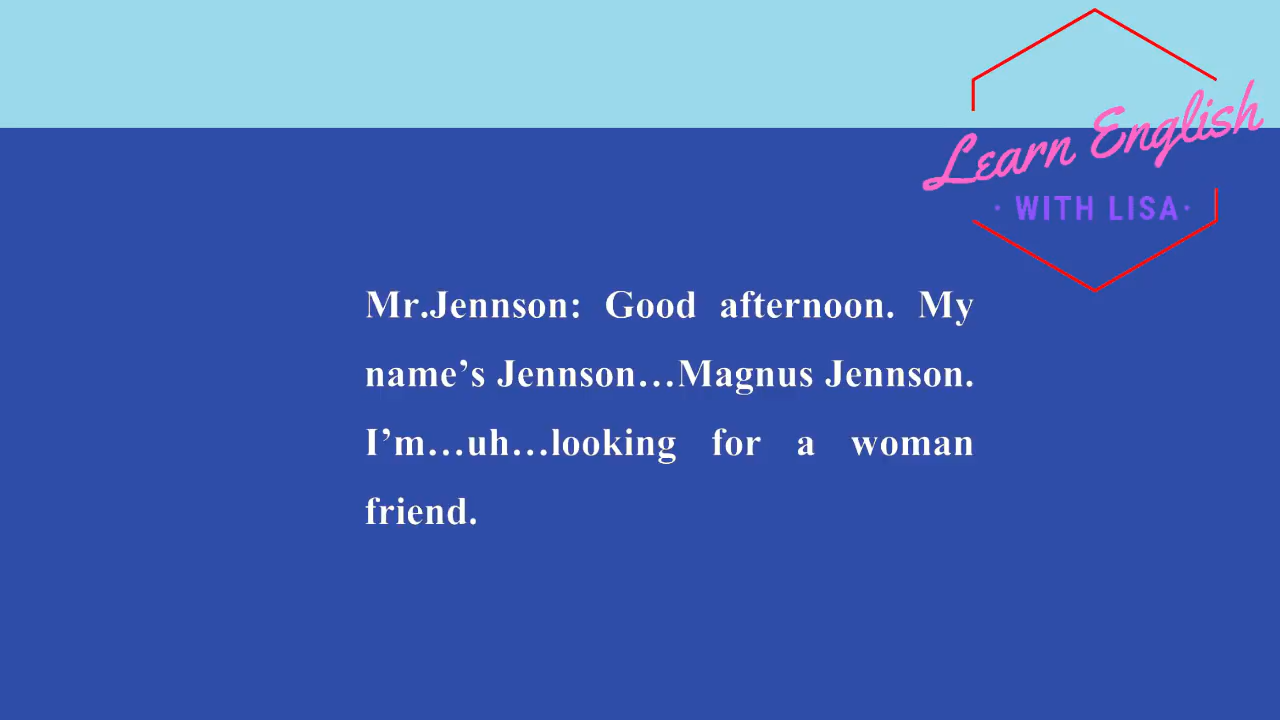 Learn English
· WITH LISA·
Mr.Jennson: Good afternoon. My
name’s Jennson…Magnus Jennson.
I’m…uh…looking for a woman
friend.